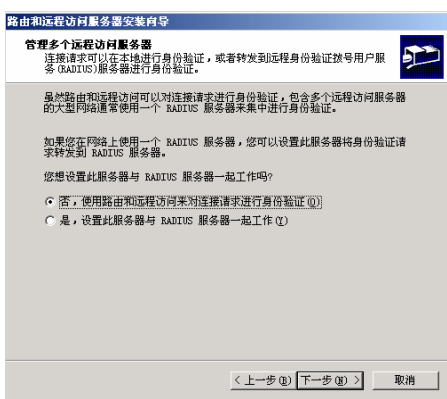 路由和远程访问服务器安装向导
管理多个远程访问服务器
连接请求可以在本地进行身份验证，或者转发到远程身份验证拨号用户服
务(RADIUS)服务器进行身份验证。
虽然路由和远程访问可以对连接请求进行身份验证，包含多个远程访问服务器
的大型网络通常使用一个 RADIUS 服务器来集中进行身份验证。
如果您在网络上使用一个 RADIUS 服务器，您可以设置此服务器将身份验证请
求转发到 RADIUS 服务器。
您想设置此服务器与 RADIUS 服务器一起工作吗?
否，使用路由和远程访问来对连接请求进行身份验证(O)
是，设置此服务器与 RADIUS 服务器一起工作(Y)
< 上一步(B) 下一步(N) > 取消